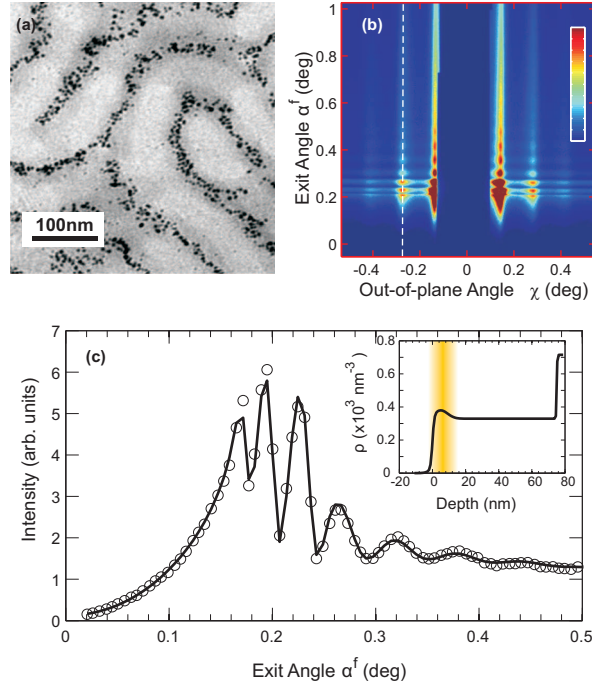 (a)
100nm
(b)
Exit Angle α^f (deg)
1
0.8
0.6
0.4
0.2
0
-0.4 -0.2 0 0.2 0.4
Out-of-plane Angle χ (deg)
(c)
Intensity (arb. units)
7
6
5
4
3
2
1
0
0 0.1 0.2 0.3 0.4 0.5
Exit Angle α^f (deg)
ρ (x10^3 nm^-3)
0.8
0.6
0.4
0.2
0
-20 0 20 40 60 80
Depth (nm)